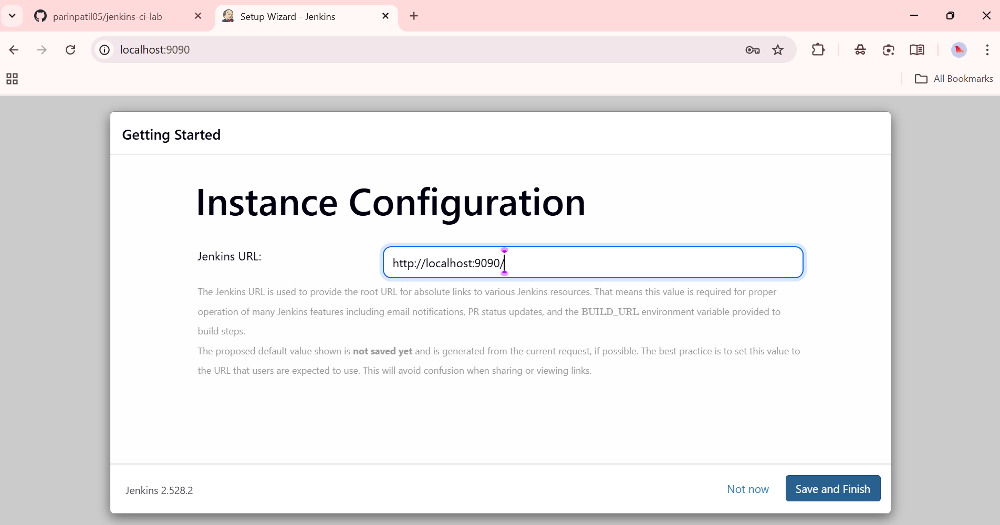 parinpatil05/jenkins-ci-lab
Setup Wizard - Jenkins
localhost:9090
All Bookmarks
Getting Started
Instance Configuration
Jenkins URL:
http://localhost:9090/
The Jenkins URL is used to provide the root URL for absolute links to various Jenkins resources. That means this value is required for proper
operation of many Jenkins features including email notifications, PR status updates, and the BUILD_URL environment variable provided to
build steps.
The proposed default value shown is not saved yet and is generated from the current request, if possible. The best practice is to set this value to
the URL that users are expected to use. This will avoid confusion when sharing or viewing links.
Jenkins 2.528.2
Not now
Save and Finish